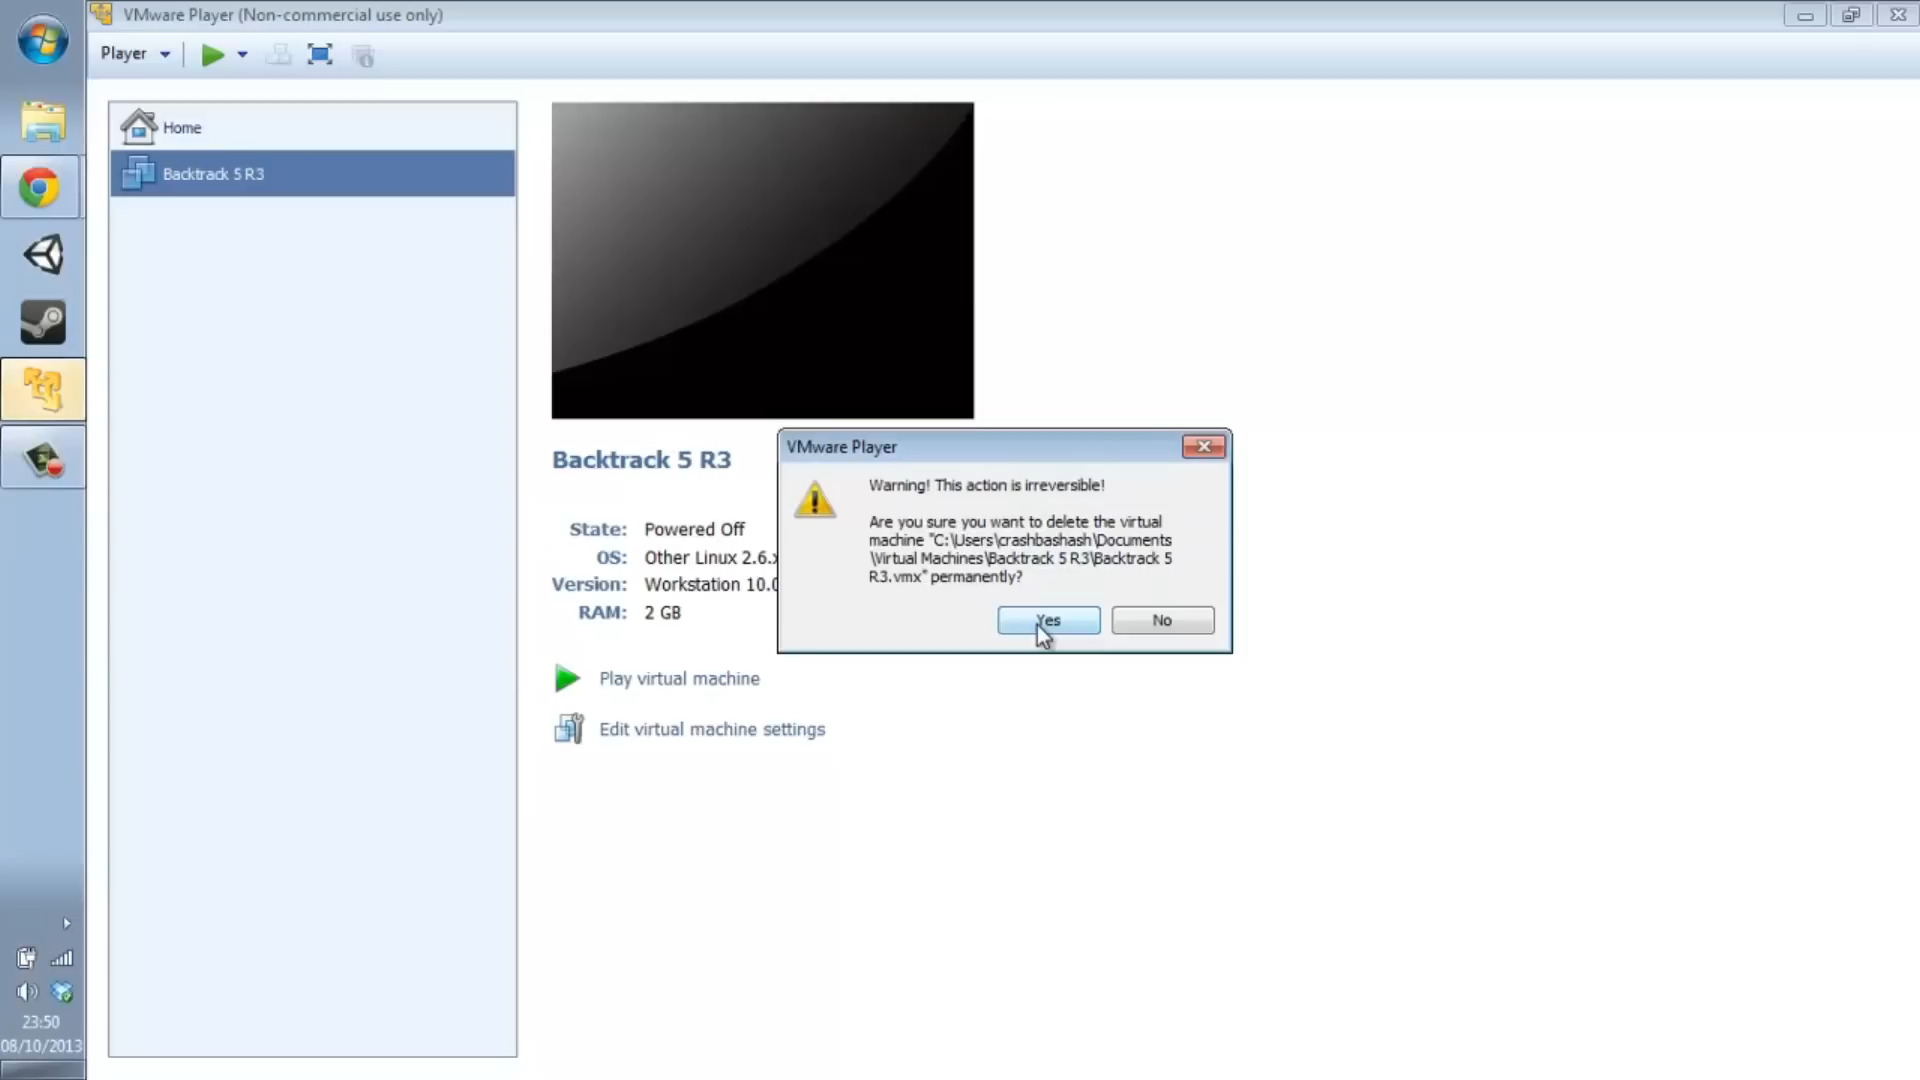 VMware Player (Non-commercial use only)
Player
Home
Backtrack 5 R3
Backtrack 5 R3
State: Powered Off
OS: Other Linux 2.6.
Version: Workstation 10.
RAM: 2 GB
Play virtual machine
Edit virtual machine settings
VMware Player
Warning! This action is irreversible!
Are you sure you want to delete the virtual
machine "C:\Users\crashbashash\Documents
\Virtual Machines\Backtrack 5 R3\Backtrack 5
R3.vmx" permanently?
Yes
No
23:50
08/10/2013